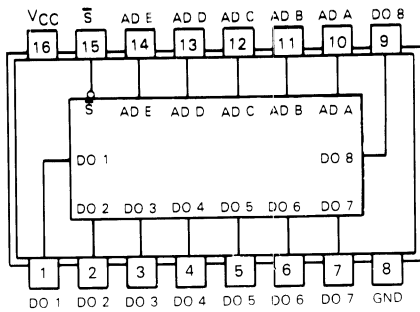 VCC S̅ AD E AD D AD C AD B AD A DO 8
16 15 14 13 12 11 10 9
S̅ AD E AD D AD C AD B AD A
DO 1 DO 8
DO 2 DO 3 DO 4 DO 5 DO 6 DO 7
1 2 3 4 5 6 7 8
DO 1 DO 2 DO 3 DO 4 DO 5 DO 6 DO 7 GND